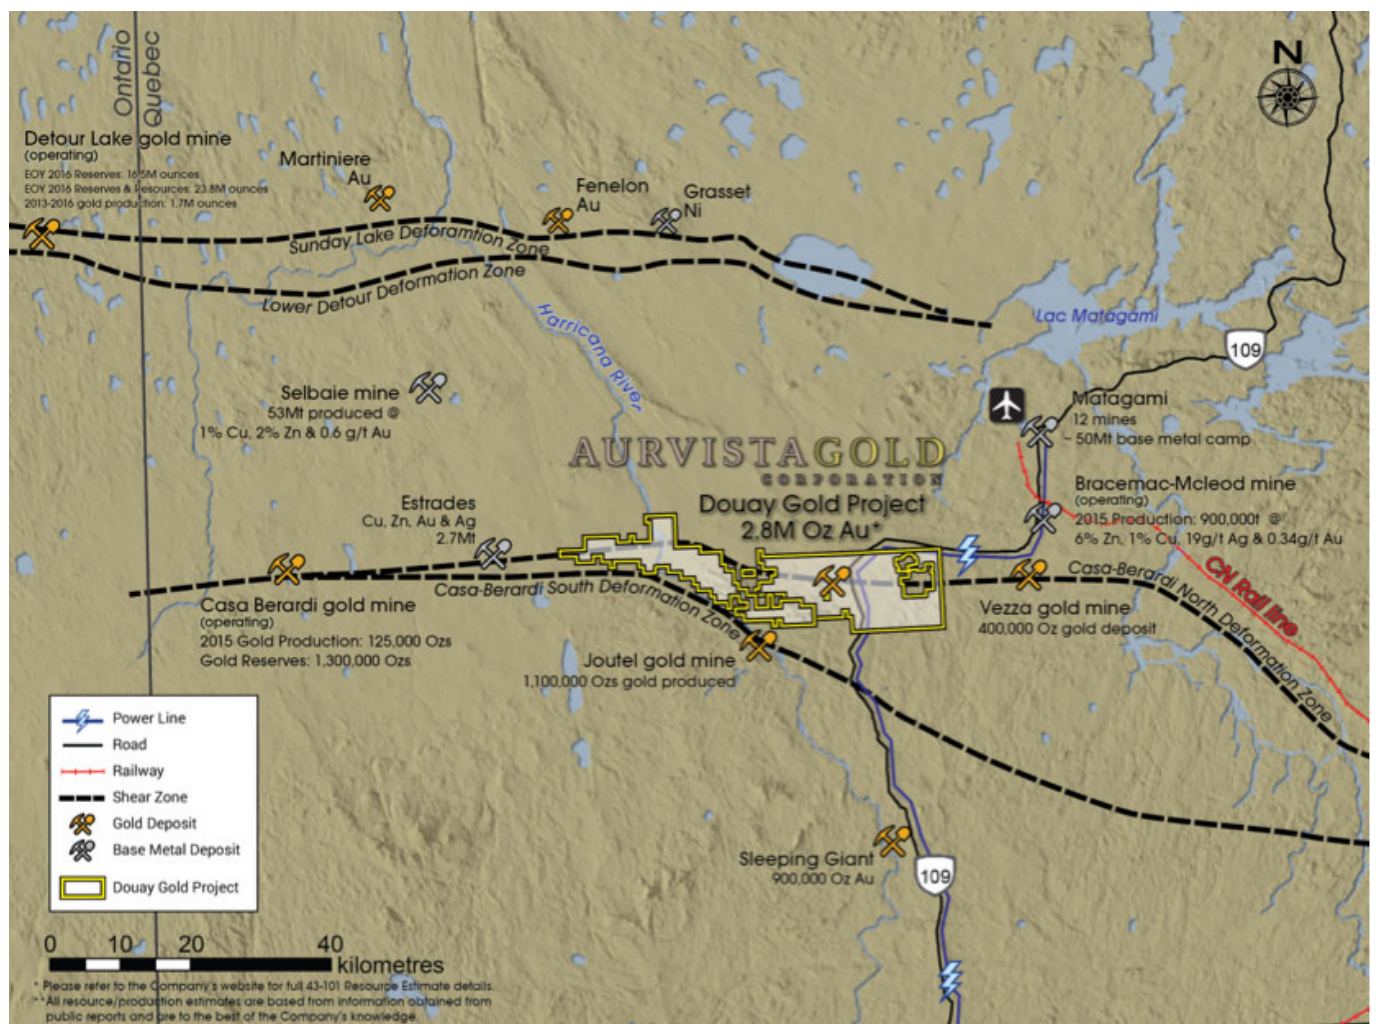 Ontario
Quebec
N
Detour Lake gold mine
(operating)
EOY 2016 Reserves: 16.5M ounces
EOY 2016 Reserves & Resources: 23.8M ounces
2013-2016 gold production: 1.7M ounces
Martiniere
Au
Fenelon
Au
Grasset
Ni
Sunday Lake Deforamtion Zone
Lower Detour Deformation Zone
Harricana River
Lac Matagami
109
Selbaie mine
53Mt produced @
1% Cu, 2% Zn & 0.6 g/t Au
Matagami
12 mines
~ 50Mt base metal camp
AURVISTAGOLD
CORPORATION
Douay Gold Project
2.8M Oz Au*
Bracemac-Mcleod mine
(operating)
2015 Production: 900,000t @
6% Zn, 1% Cu, 19g/t Ag & 0.34g/t Au
Estrades
Cu, Zn, Au & Ag
2.7Mt
CN Rail line
Casa Berardi gold mine
(operating)
2015 Gold Production: 125,000 Ozs
Gold Reserves: 1,300,000 Ozs
Casa-Berardi South Deformation Zone
Casa-Berardi North Deformation Zone
Vezza gold mine
400,000 Oz gold deposit
Joutel gold mine
1,100,000 Ozs gold produced
Sleeping Giant
900,000 Oz Au
109
Power Line
Road
Railway
Shear Zone
Gold Deposit
Base Metal Deposit
Douay Gold Project
0 10 20 40
kilometres
* Please refer to the Company's website for full 43-101 Resource Estimate details.
**All resource/production estimates are based from information obtained from
public reports and are to the best of the Company's knowledge.